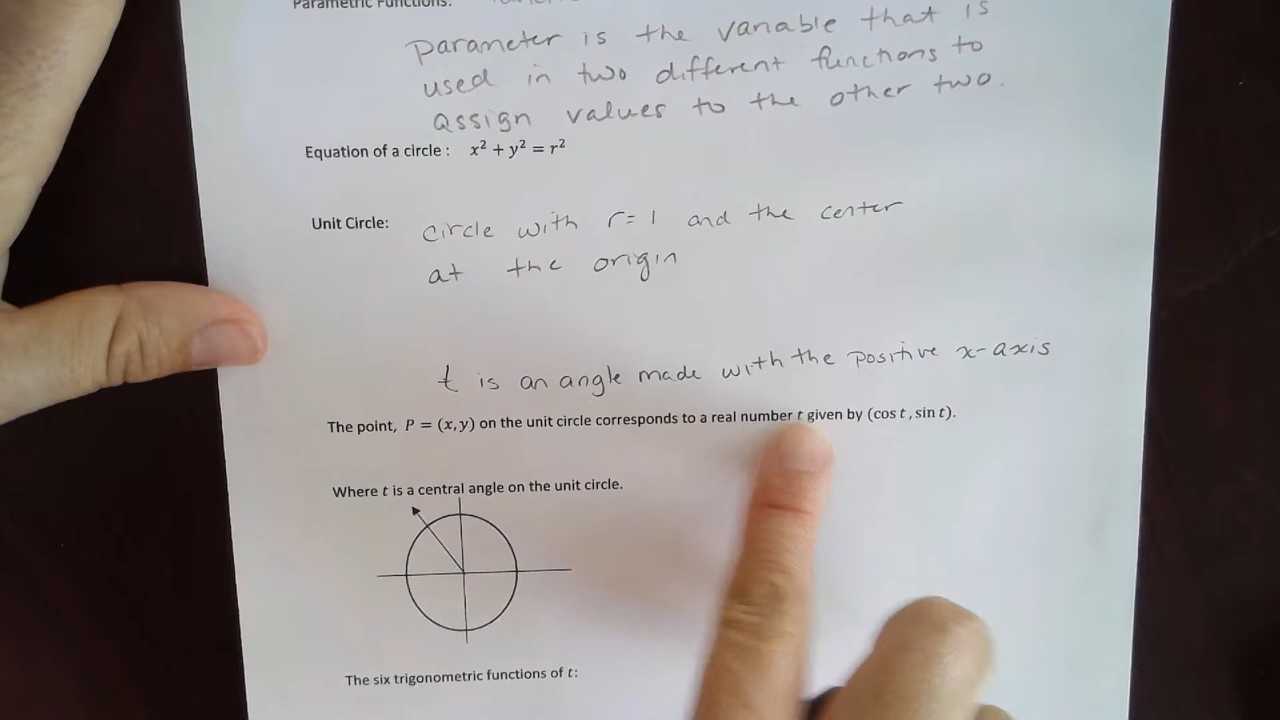 Parametric Functions:
parameter is the variable that is
used in two different functions to
assign values to the other two.
Equation of a circle : x² + y² = r²
Unit Circle: circle with r=1 and the center
at the origin
t is an angle made with the positive x-axis
The point, P = (x, y) on the unit circle corresponds to a real number t given by (cos t , sin t).
Where t is a central angle on the unit circle.
The six trigonometric functions of t: